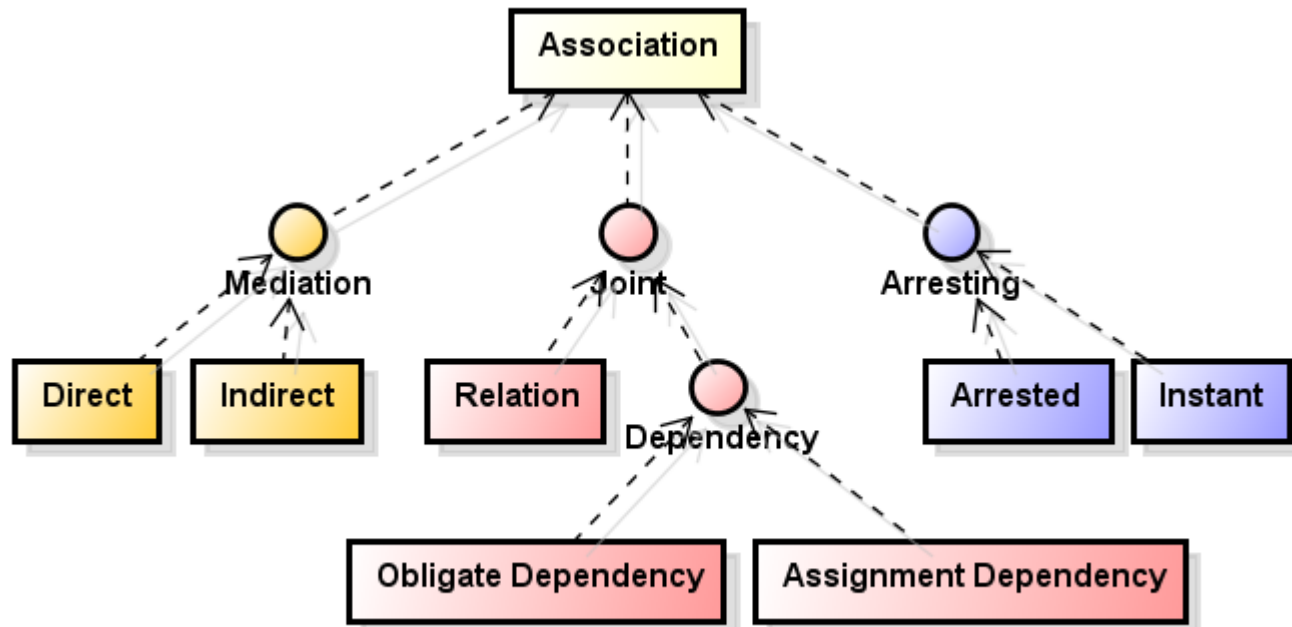 Association
Mediation
Joint
Arresting
Direct
Indirect
Relation
Arrested
Instant
Dependency
Obligate Dependency
Assignment Dependency